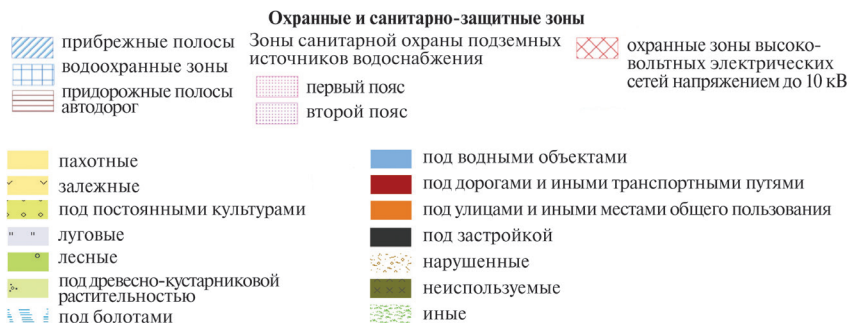 Охранные и санитарно-защитные зоны
прибрежные полосы
водоохранные зоны
придорожные полосы
автодорог
Зоны санитарной охраны подземных
источников водоснабжения
первый пояс
второй пояс
охранные зоны высоко-
вольтных электрических
сетей напряжением до 10 кВ
пахотные
залежные
под постоянными культурами
луговые
лесные
под древесно-кустарниковой
растительностью
под болотами
под водными объектами
под дорогами и иными транспортными путями
под улицами и иными местами общего пользования
под застройкой
нарушенные
неиспользуемые
иные